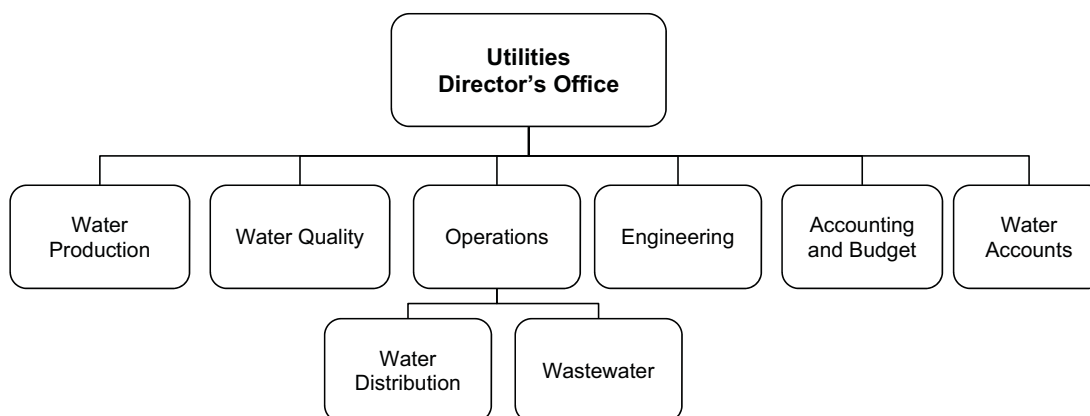 Utilities
Director’s Office
Water
Production
Water Quality
Operations
Engineering
Accounting
and Budget
Water
Accounts
Water
Distribution
Wastewater